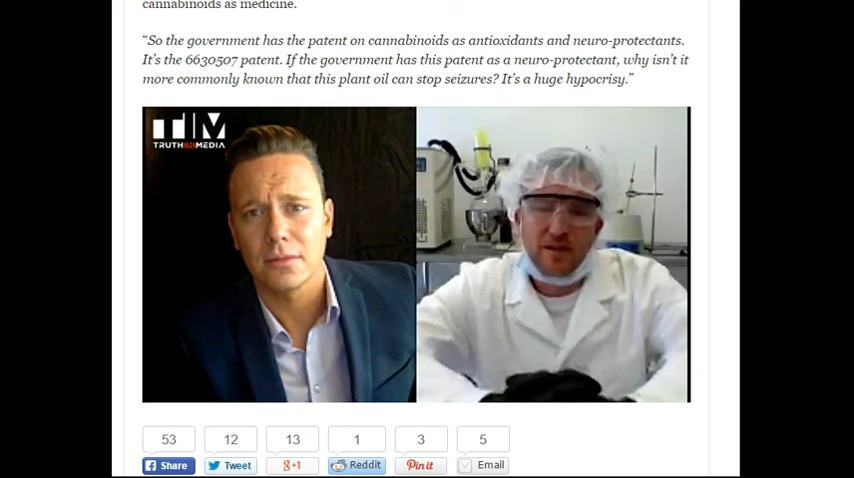 cannabinoids as medicine.
“So the government has the patent on cannabinoids as antioxidants and neuro-protectants.
It’s the 6630507 patent. If the government has this patent as a neuro-protectant, why isn’t it
more commonly known that this plant oil can stop seizures? It’s a huge hypocrisy.”
TIM
TRUTHINMEDIA
53 12 13 1 3 5
f Share Tweet g+1 Reddit Pin it Email